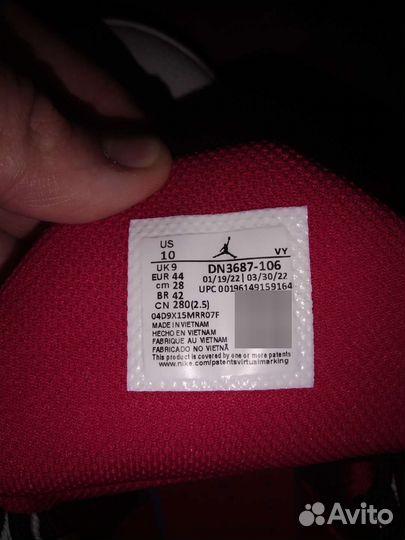 US
10
VY
UK 9
EUR 44
cm 28
BR 42
CN 280(2.5)
DN3687-106
01/19/22 | 03/30/22
UPC 00196149159164
04D9X15MRR07F
MADE IN VIETNAM
HECHO EN VIETNAM
FABRIQUE AU VIETNAM
FABRICADO NO VIETNÃ
This product is covered by one or more patents
www.nike.com/patentsvirtualmarking
Avito